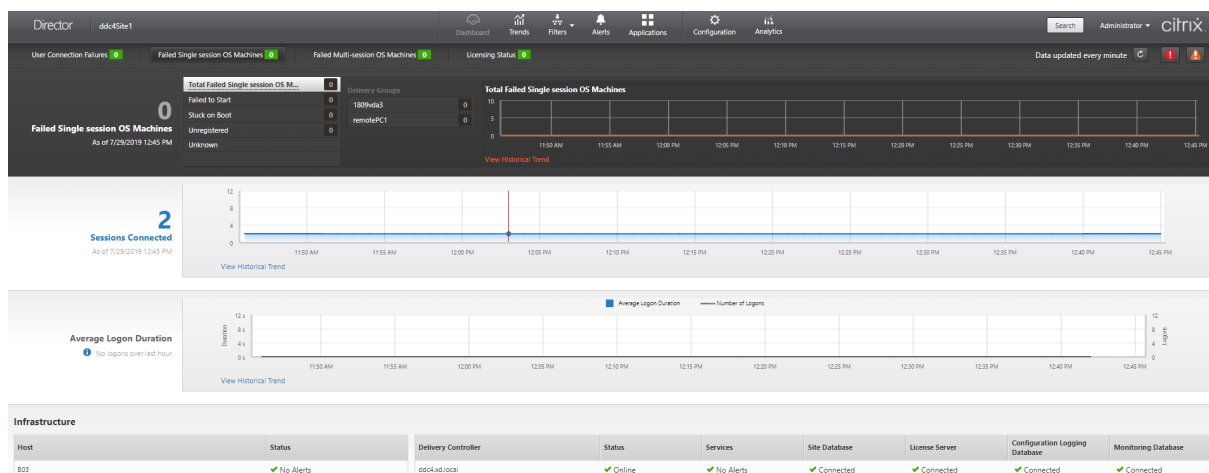 Director ddc4Site1 Dashboard Trends Filters Alerts Applications Configuration Analytics Search Administrator citrix
User Connection Failures 0 Failed Single session OS Machines 0 Failed Multi-session OS Machines 0 Licensing Status 0 Data updated every minute
0
Failed Single session OS Machines
As of 7/29/2019 12:45 PM
Total Failed Single session OS M... 0
Failed to Start 0
Stuck on Boot 0
Unregistered 0
Unknown
Delivery Groups
1809vda3 0
remotePC1 0
Total Failed Single session OS Machines
10
5
0
11:50 AM 11:55 AM 12:00 PM 12:05 PM 12:10 PM 12:15 PM 12:20 PM 12:25 PM 12:30 PM 12:35 PM 12:40 PM 12:45 PM
View Historical Trend
2
Sessions Connected
As of 7/29/2019 12:45 PM
12
8
4
0
11:50 AM 11:55 AM 12:00 PM 12:05 PM 12:10 PM 12:15 PM 12:20 PM 12:25 PM 12:30 PM 12:35 PM 12:40 PM 12:45 PM
View Historical Trend
Average Logon Duration
No logons over last hour
Average Logon Duration Number of Logons
Duration
12 s
8 s
4 s
0 s
12
8
4
0
Logons
11:50 AM 11:55 AM 12:00 PM 12:05 PM 12:10 PM 12:15 PM 12:20 PM 12:25 PM 12:30 PM 12:35 PM 12:40 PM 12:45 PM
View Historical Trend
Infrastructure
Host Status Delivery Controller Status Services Site Database License Server Configuration Logging Database Monitoring Database
B03 No Alerts ddc4.xd.local Online No Alerts Connected Connected Connected Connected